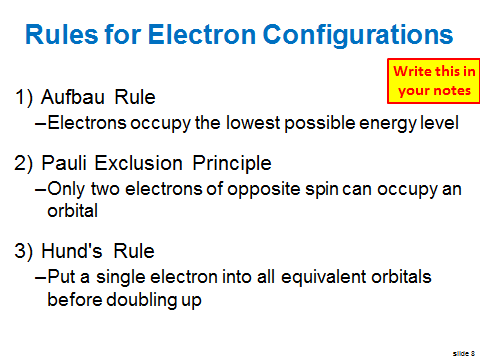 Rules for Electron Configurations
Write this in
your notes
1) Aufbau Rule
–Electrons occupy the lowest possible energy level
2) Pauli Exclusion Principle
–Only two electrons of opposite spin can occupy an
orbital
3) Hund's Rule
–Put a single electron into all equivalent orbitals
before doubling up
slide 8